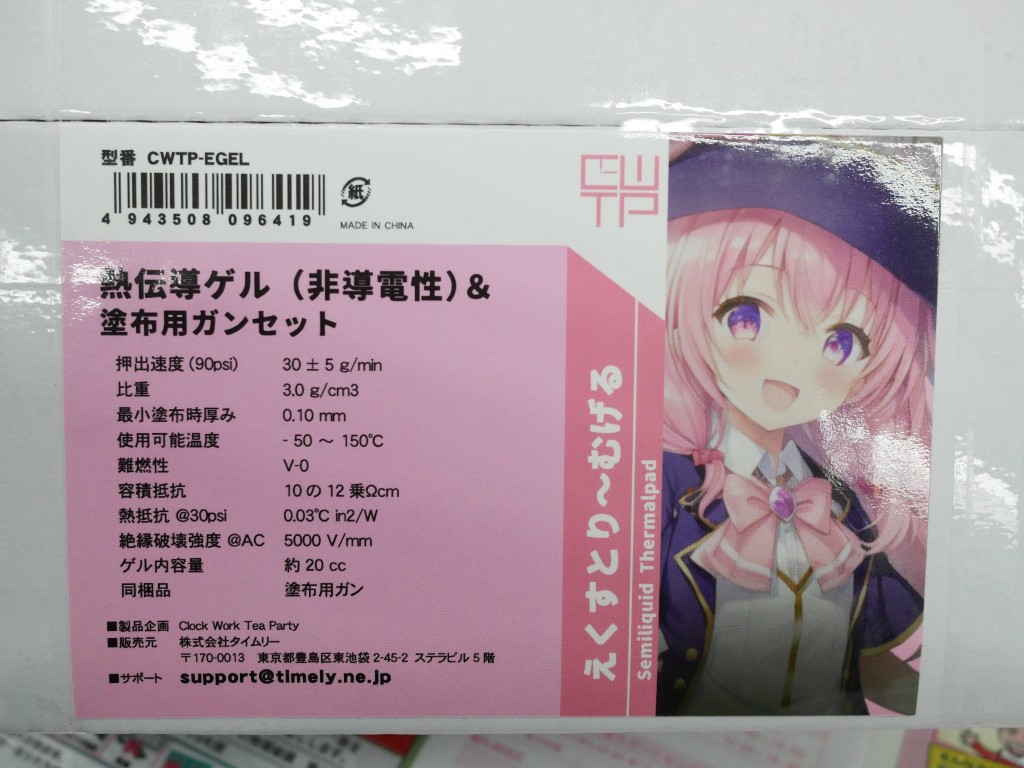 型番 CWTP-EGEL
4 943508 096419
紙
MADE IN CHINA
CWTP
熱伝導ゲル（非導電性）&
塗布用ガンセット
押出速度（90psi） 30 ± 5 g/min
比重 3.0 g/cm3
最小塗布時厚み 0.10 mm
使用可能温度 - 50 ～ 150℃
難燃性 V-0
容積抵抗 10 の 12 乗Ωcm
熱抵抗 @30psi 0.03℃ in2/W
絶縁破壊強度 @AC 5000 V/mm
ゲル内容量 約 20 cc
同梱品 塗布用ガン
■製品企画 Clock Work Tea Party
■販売元 株式会社タイムリー
〒170-0013 東京都豊島区東池袋 2-45-2 ステラビル 5 階
■サポート support@timely.ne.jp
えくすとり～むげる
Semiliquid Thermalpad